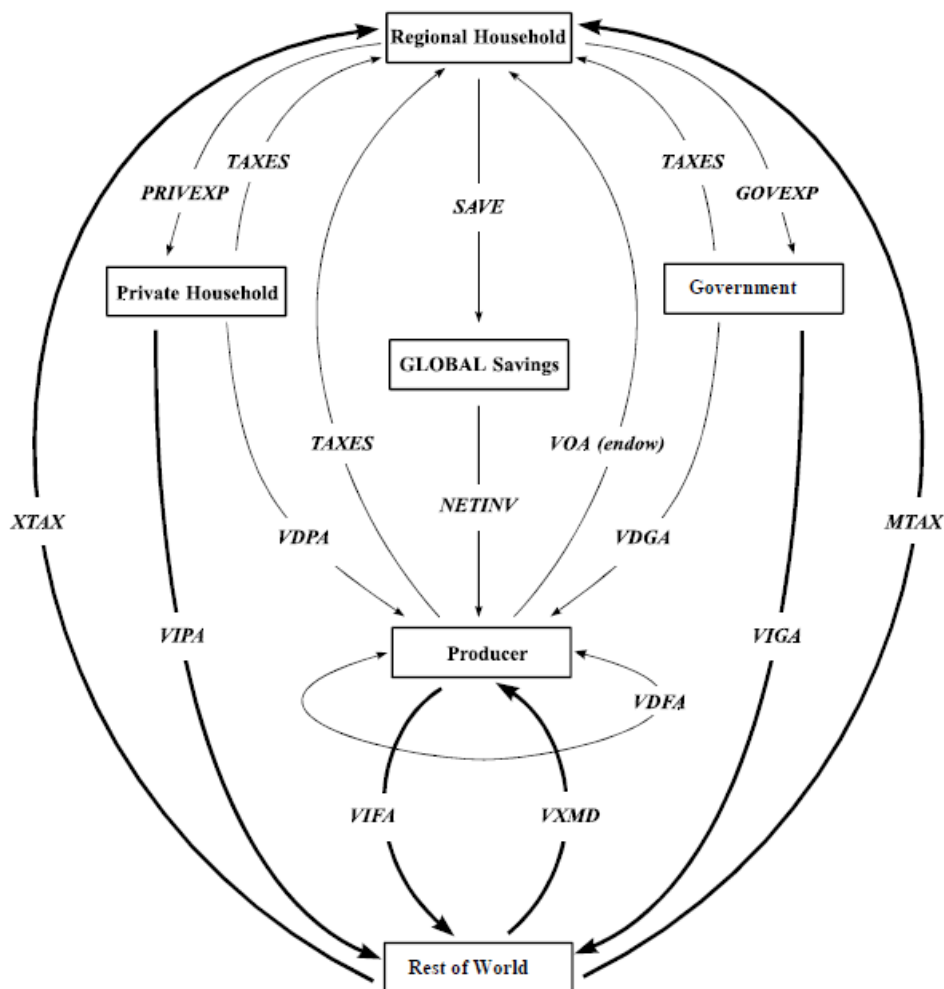 Regional Household
TAXES
TAXES
PRIVEXP
GOVEXP
SAVE
Private Household
Government
GLOBAL Savings
TAXES
VOA (endow)
NETINV
XTAX
MTAX
VDPA
VDGA
VIPA
VIGA
Producer
VDFA
VIFA
VXMD
Rest of World